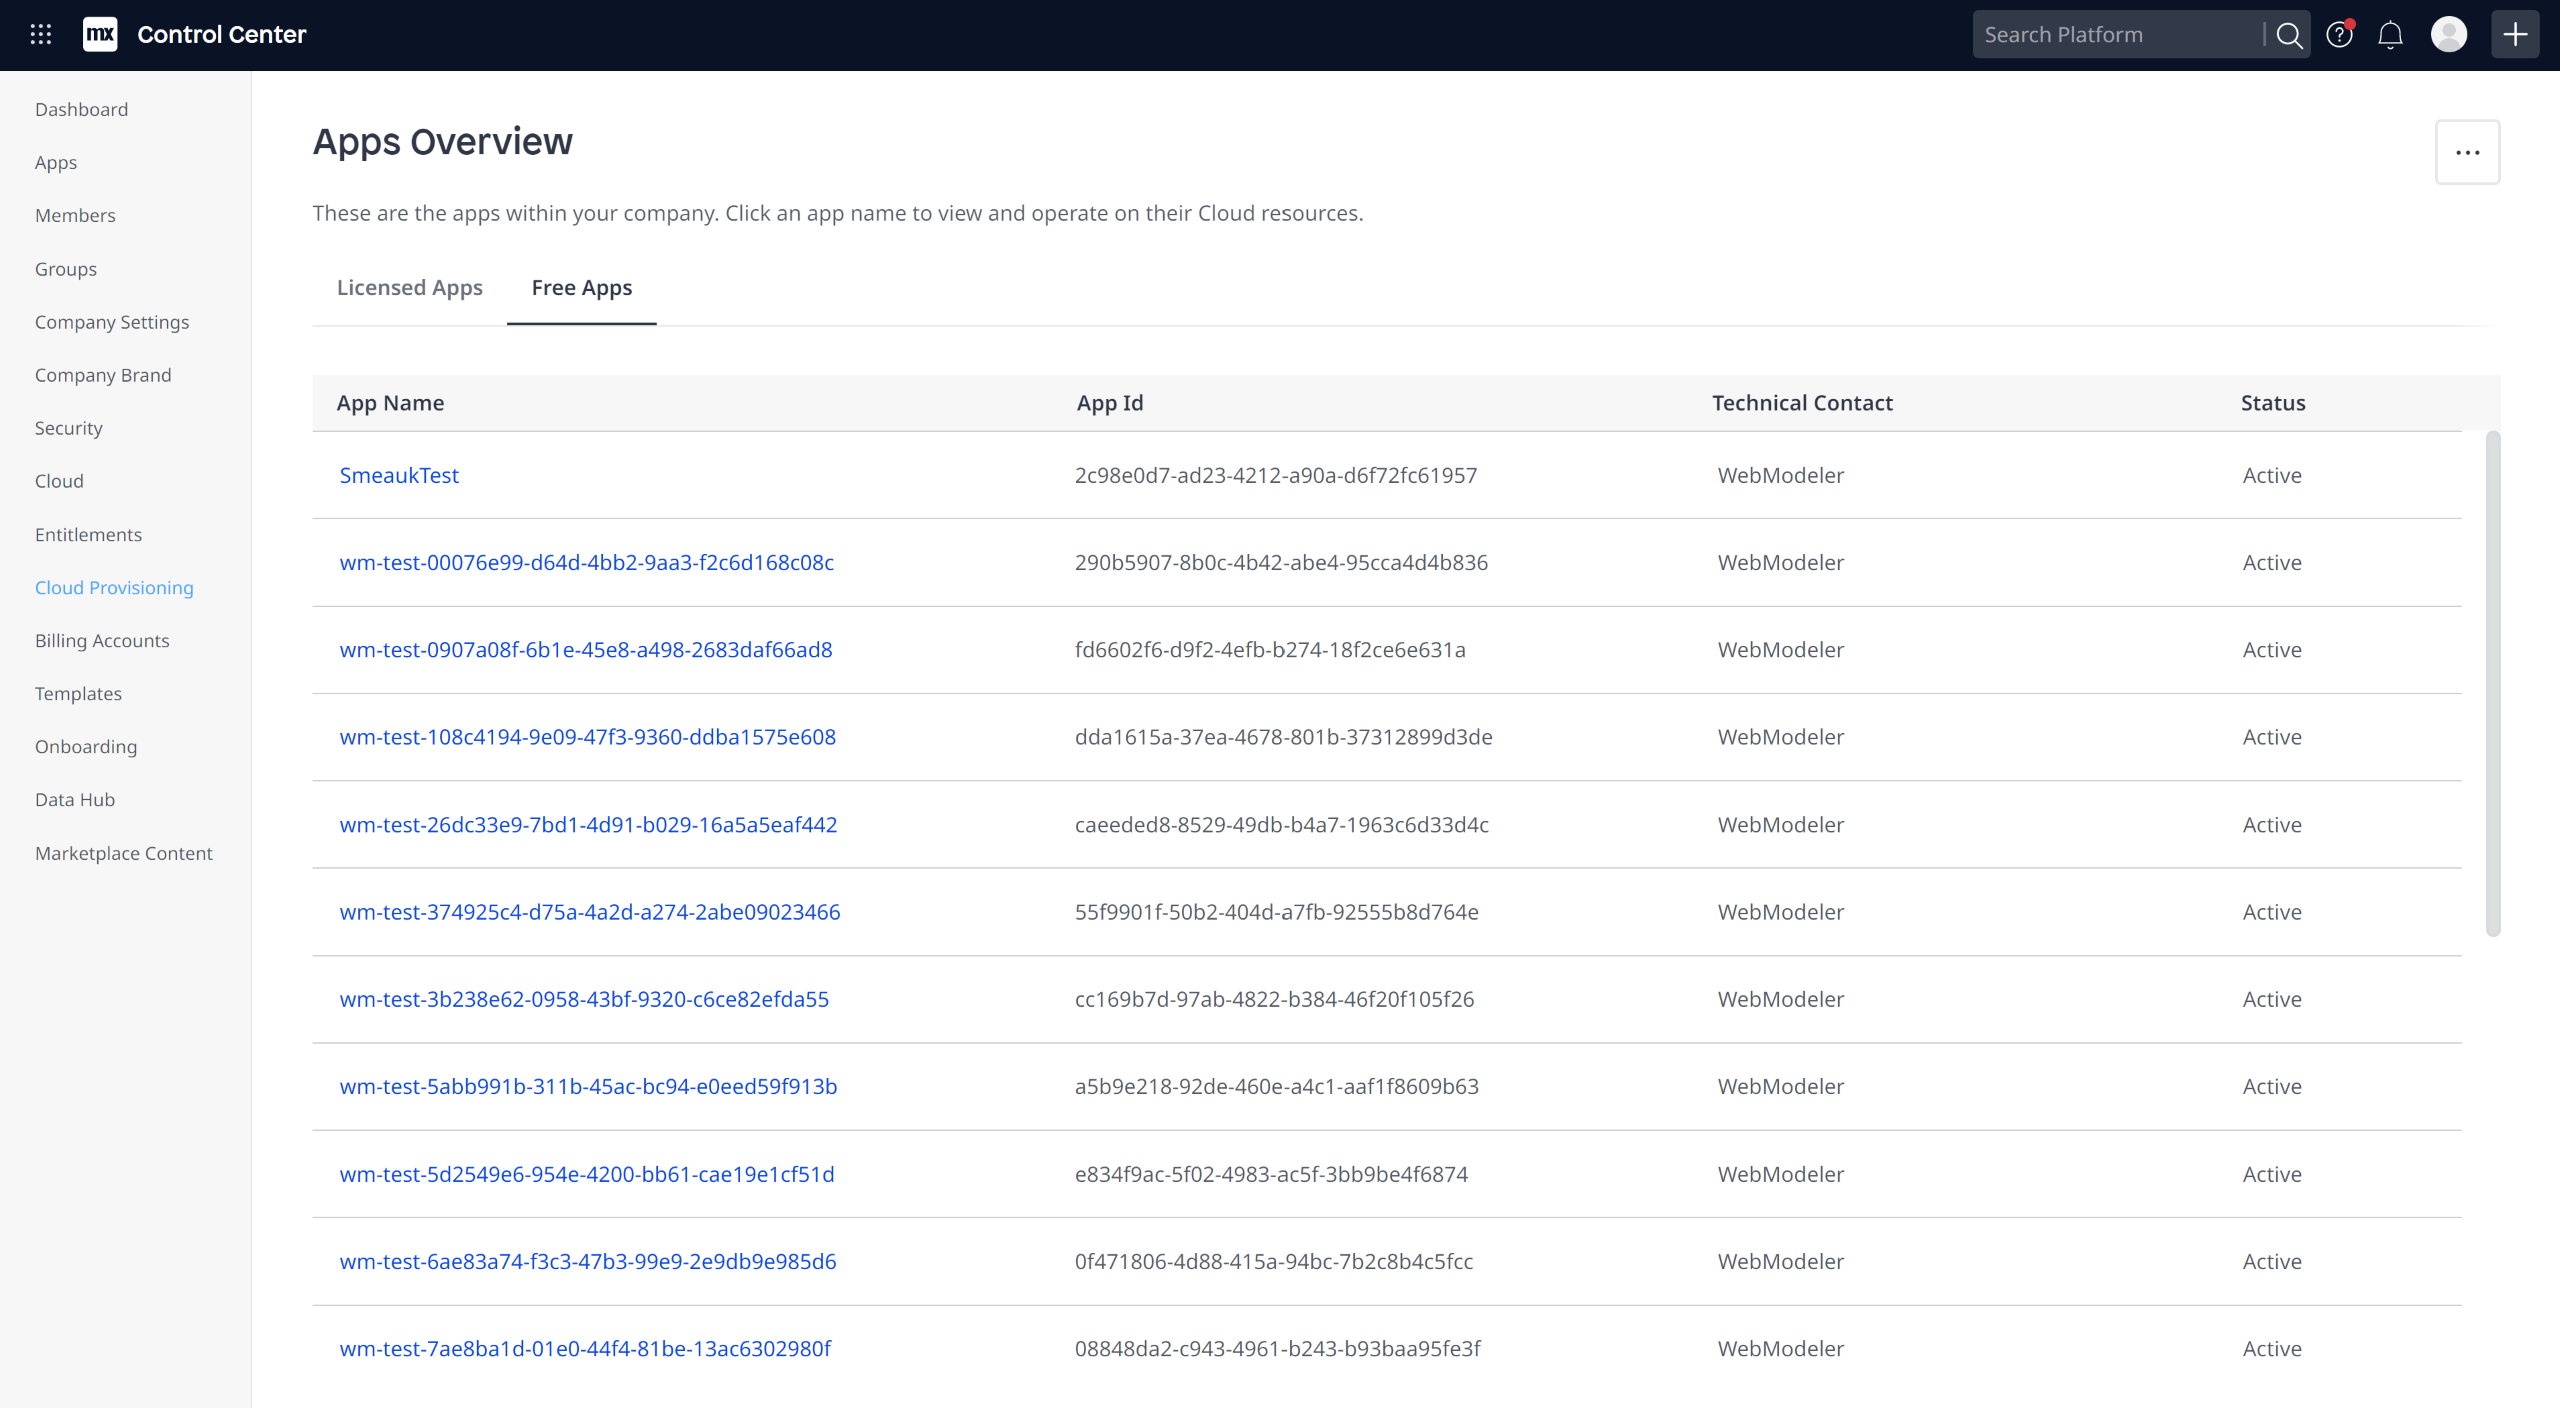 mx Control Center
Search Platform
Dashboard
Apps
Members
Groups
Company Settings
Company Brand
Security
Cloud
Entitlements
Cloud Provisioning
Billing Accounts
Templates
Onboarding
Data Hub
Marketplace Content
Apps Overview
These are the apps within your company. Click an app name to view and operate on their Cloud resources.
Licensed Apps Free Apps
App Name App Id Technical Contact Status
SmeaukTest 2c98e0d7-ad23-4212-a90a-d6f72fc61957 WebModeler Active
wm-test-00076e99-d64d-4bb2-9aa3-f2c6d168c08c 290b5907-8b0c-4b42-abe4-95cca4d4b836 WebModeler Active
wm-test-0907a08f-6b1e-45e8-a498-2683daf66ad8 fd6602f6-d9f2-4efb-b274-18f2ce6e631a WebModeler Active
wm-test-108c4194-9e09-47f3-9360-ddba1575e608 dda1615a-37ea-4678-801b-37312899d3de WebModeler Active
wm-test-26dc33e9-7bd1-4d91-b029-16a5a5eaf442 caeeded8-8529-49db-b4a7-1963c6d33d4c WebModeler Active
wm-test-374925c4-d75a-4a2d-a274-2abe09023466 55f9901f-50b2-404d-a7fb-92555b8d764e WebModeler Active
wm-test-3b238e62-0958-43bf-9320-c6ce82efda55 cc169b7d-97ab-4822-b384-46f20f105f26 WebModeler Active
wm-test-5abb991b-311b-45ac-bc94-e0eed59f913b a5b9e218-92de-460e-a4c1-aaf1f8609b63 WebModeler Active
wm-test-5d2549e6-954e-4200-bb61-cae19e1cf51d e834f9ac-5f02-4983-ac5f-3bb9be4f6874 WebModeler Active
wm-test-6ae83a74-f3c3-47b3-99e9-2e9db9e985d6 0f471806-4d88-415a-94bc-7b2c8b4c5fcc WebModeler Active
wm-test-7ae8ba1d-01e0-44f4-81be-13ac6302980f 08848da2-c943-4961-b243-b93baa95fe3f WebModeler Active